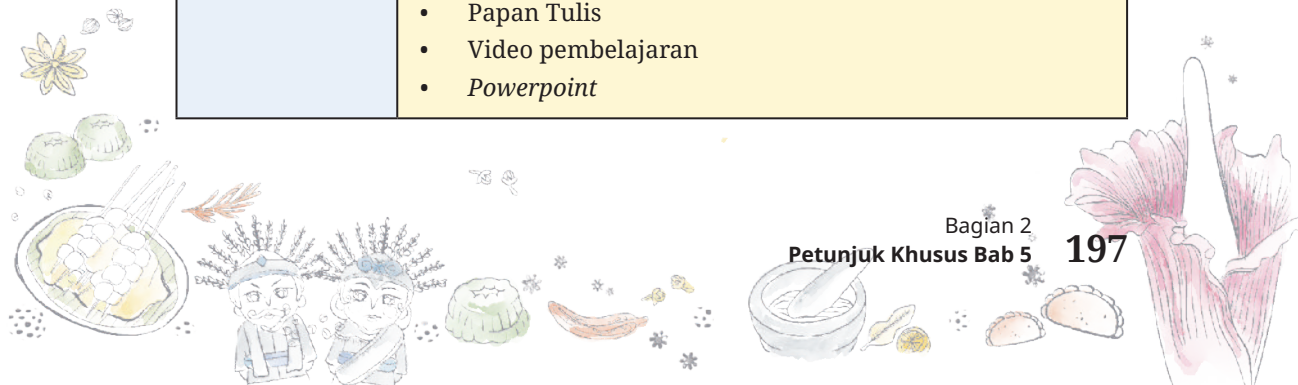 • Papan Tulis
• Video pembelajaran
• Powerpoint
Bagian 2
Petunjuk Khusus Bab 5 197